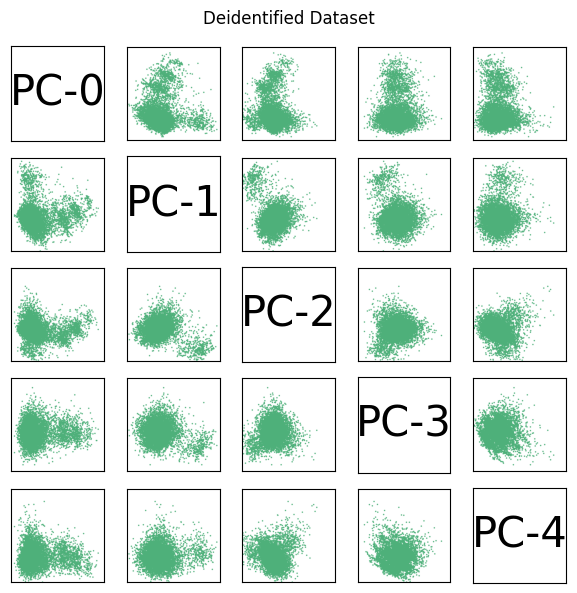 Deidentified Dataset
PC-0
PC-1
PC-2
PC-3
PC-4